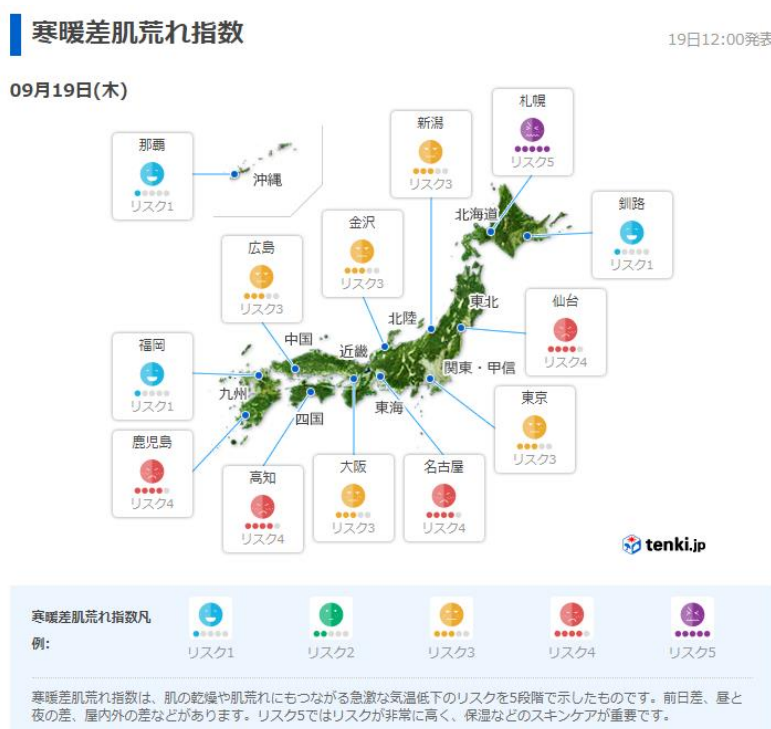 寒暖差肌荒れ指数
19日12:00発表
09月19日(木)
札幌
リスク5
新潟
リスク3
那覇
リスク1
沖縄
釧路
リスク1
北海道
金沢
リスク3
広島
リスク3
仙台
リスク4
東北
北陸
中国
近畿
関東・甲信
福岡
リスク1
九州
四国
東海
東京
リスク3
鹿児島
リスク4
高知
リスク4
大阪
リスク3
名古屋
リスク4
tenki.jp
寒暖差肌荒れ指数凡
例:
リスク1
リスク2
リスク3
リスク4
リスク5
寒暖差肌荒れ指数は、肌の乾燥や肌荒れにもつながる急激な気温低下のリスクを5段階で示したものです。前日差、昼と
夜の差、屋内外の差などがあります。リスク5ではリスクが非常に高く、保湿などのスキンケアが重要です。